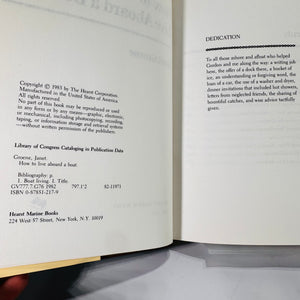 Aboard a B
Copyright © 1983 by The Hearst Corporation.
Manufactured in the United States of America.
All rights reserved.
No part of this book may be reproduced in any form
or by any means—graphic, electronic,
or mechanical, including photocopying, recording,
taping, or information storage and retrieval systems
—without written permission of the publishers.
Library of Congress Cataloging in Publication Data
Groene, Janet
How to live aboard a boat.
Bibliography: p.
1. Boat living. I. Title
GV777.7.G76 1982 797.1'2 82-11971
ISBN 0-87851-217-9
Hearst Marine Books
224 West 57 Street, New York, N.Y. 10019
DEDICATION
To all those ashore and afloat who helped
Gordon and me along the way: a writing job
here, the offer of a dock there, a bucket of
ice, an understanding or forgiving word, the
loan of a car, the use of a washer and dryer,
dinner invitations that included hot showers,
letters from neglected friends, the sharing of
bountiful catches, and wise advice tactfully
given.